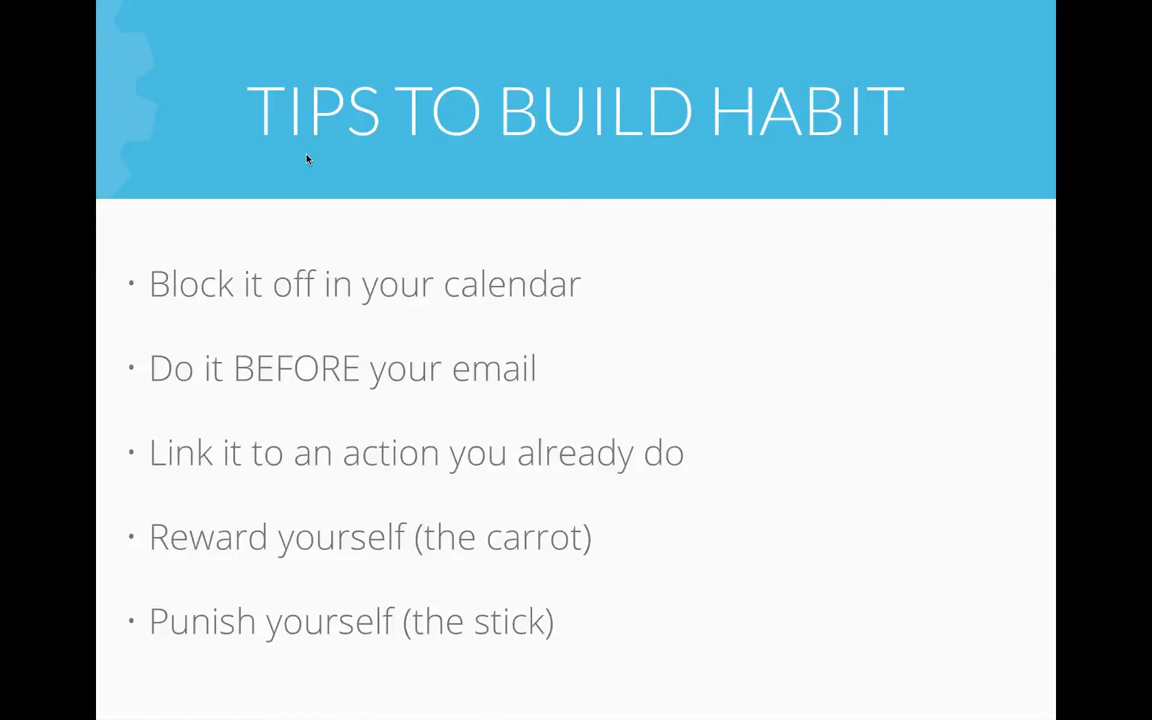 TIPS TO BUILD HABIT
• Block it off in your calendar
• Do it BEFORE your email
• Link it to an action you already do
• Reward yourself (the carrot)
• Punish yourself (the stick)